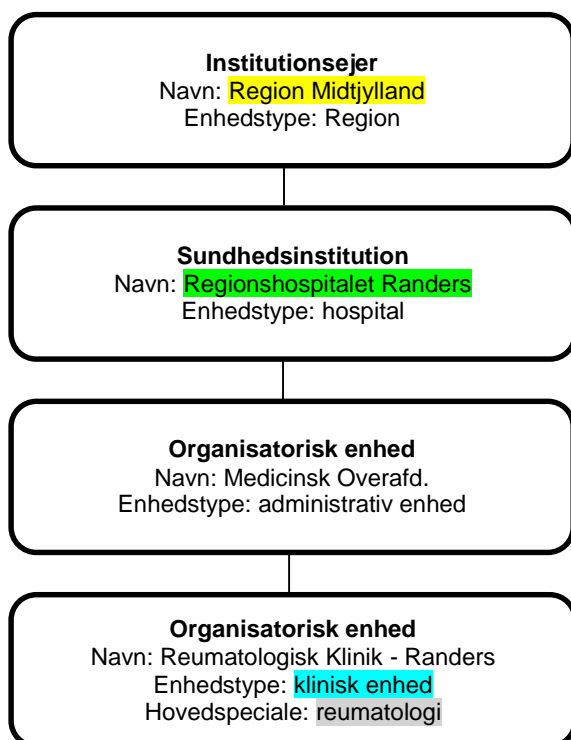 Institutionsejer
Navn: Region Midtjylland
Enhedstype: Region
Sundhedsinstitution
Navn: Regionshospitalet Randers
Enhedstype: hospital
Organisatorisk enhed
Navn: Medicinsk Overafd.
Enhedstype: administrativ enhed
Organisatorisk enhed
Navn: Reumatologisk Klinik - Randers
Enhedstype: klinisk enhed
Hovedspeciale: reumatologi